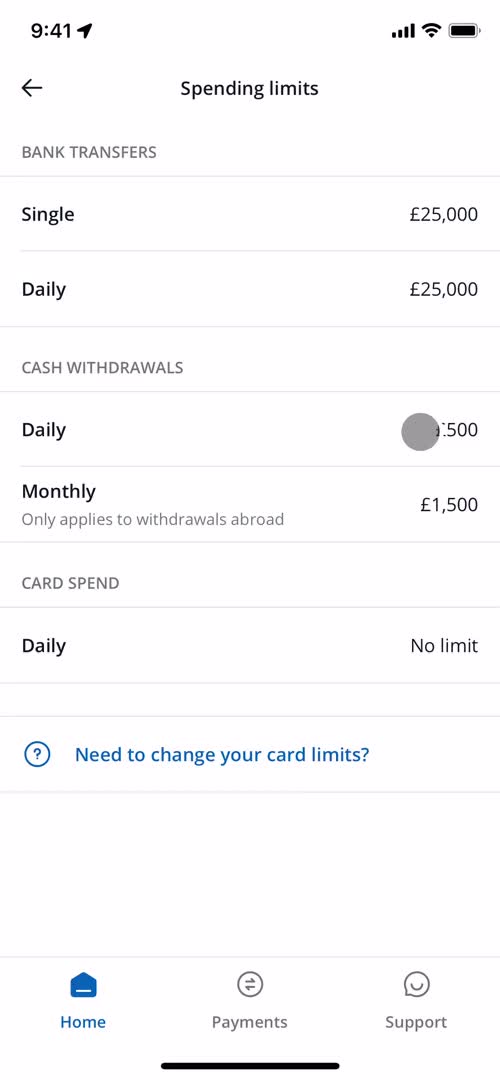 9:41
Spending limits
BANK TRANSFERS
Single £25,000
Daily £25,000
CASH WITHDRAWALS
Daily £500
Monthly £1,500
Only applies to withdrawals abroad
CARD SPEND
Daily No limit
Need to change your card limits?
Home Payments Support